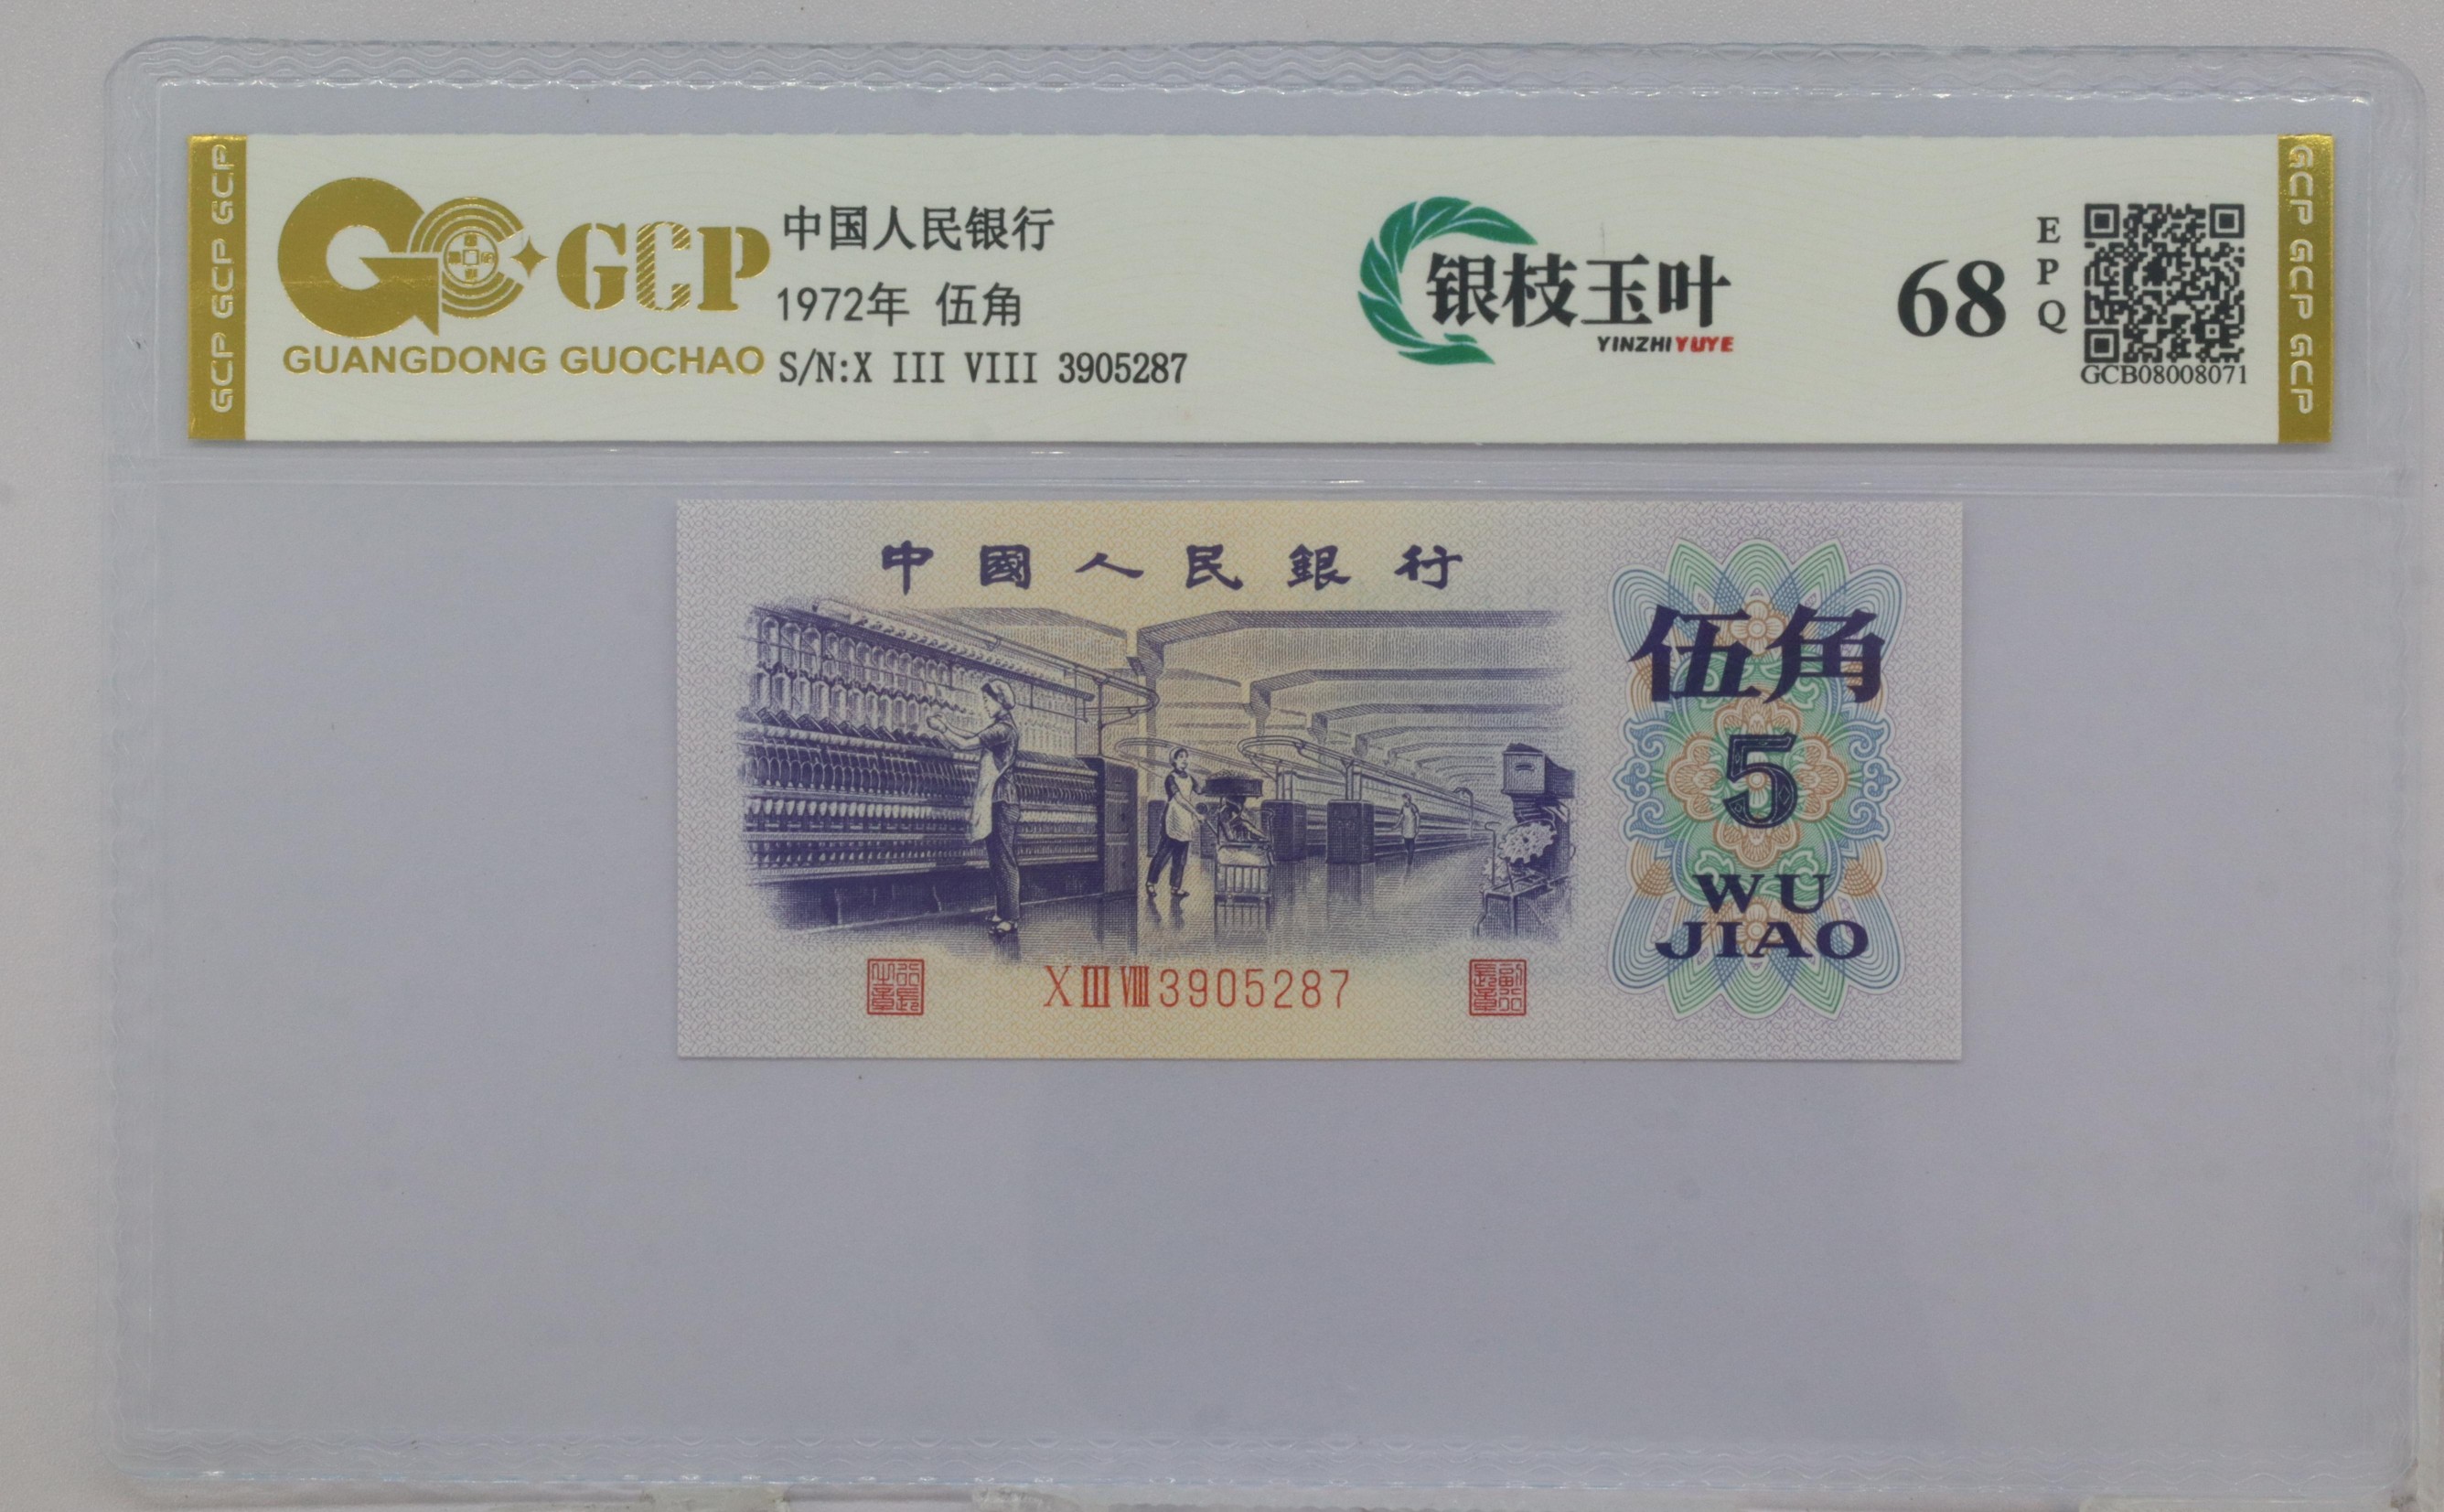 GCP GCP GCP
GCP
GUANGDONG GUOCHAO
中国人民银行
1972年 伍角
S/N:X III VIII 3905287
银枝玉叶
YINZHIYUYE
68
EPQ
GCB08008071
GCP GCP GCP
中國人民銀行
伍角
5
WU
JIAO
X III VIII 3905287